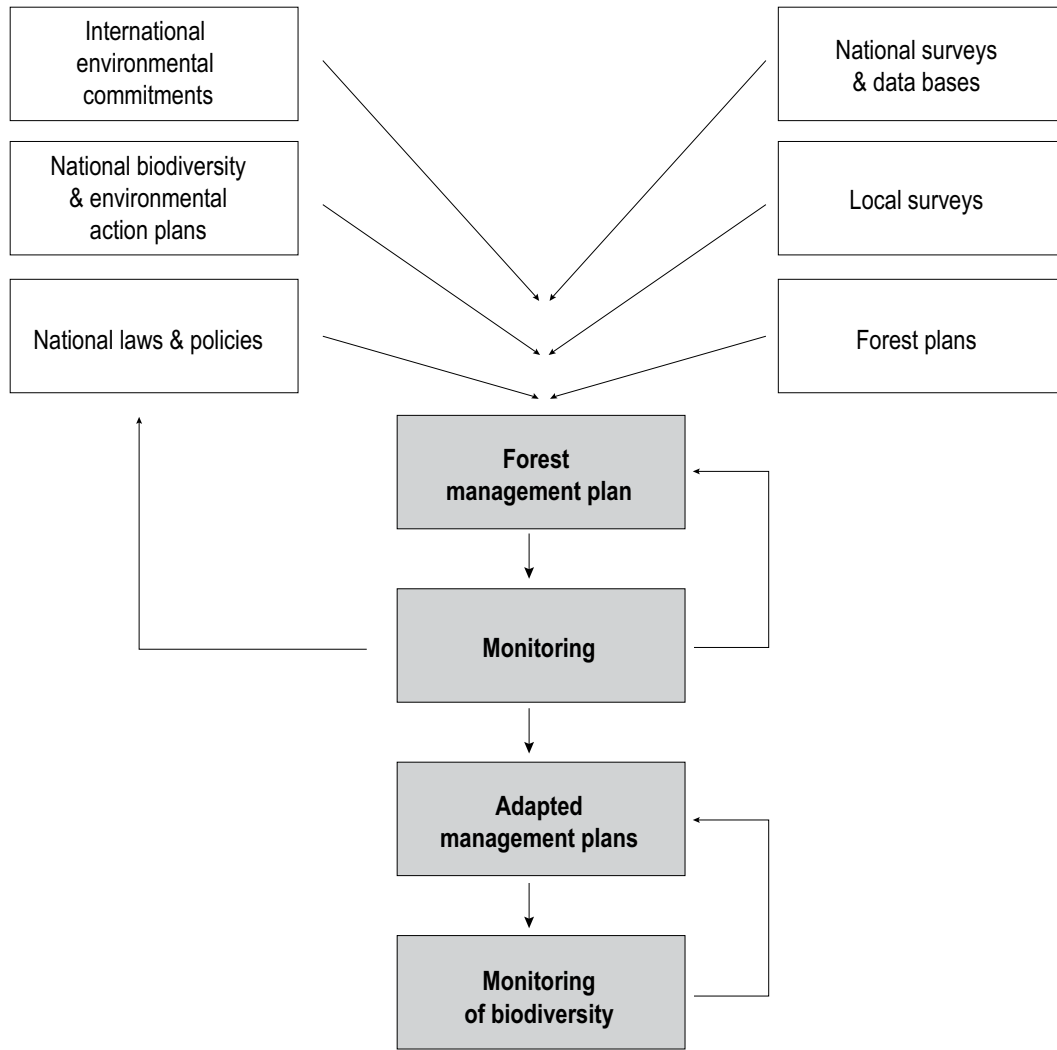 International
environmental
commitments
National surveys
& data bases
National biodiversity
& environmental
action plans
Local surveys
National laws & policies
Forest plans
Forest
management plan
Monitoring
Adapted
management plans
Monitoring
of biodiversity